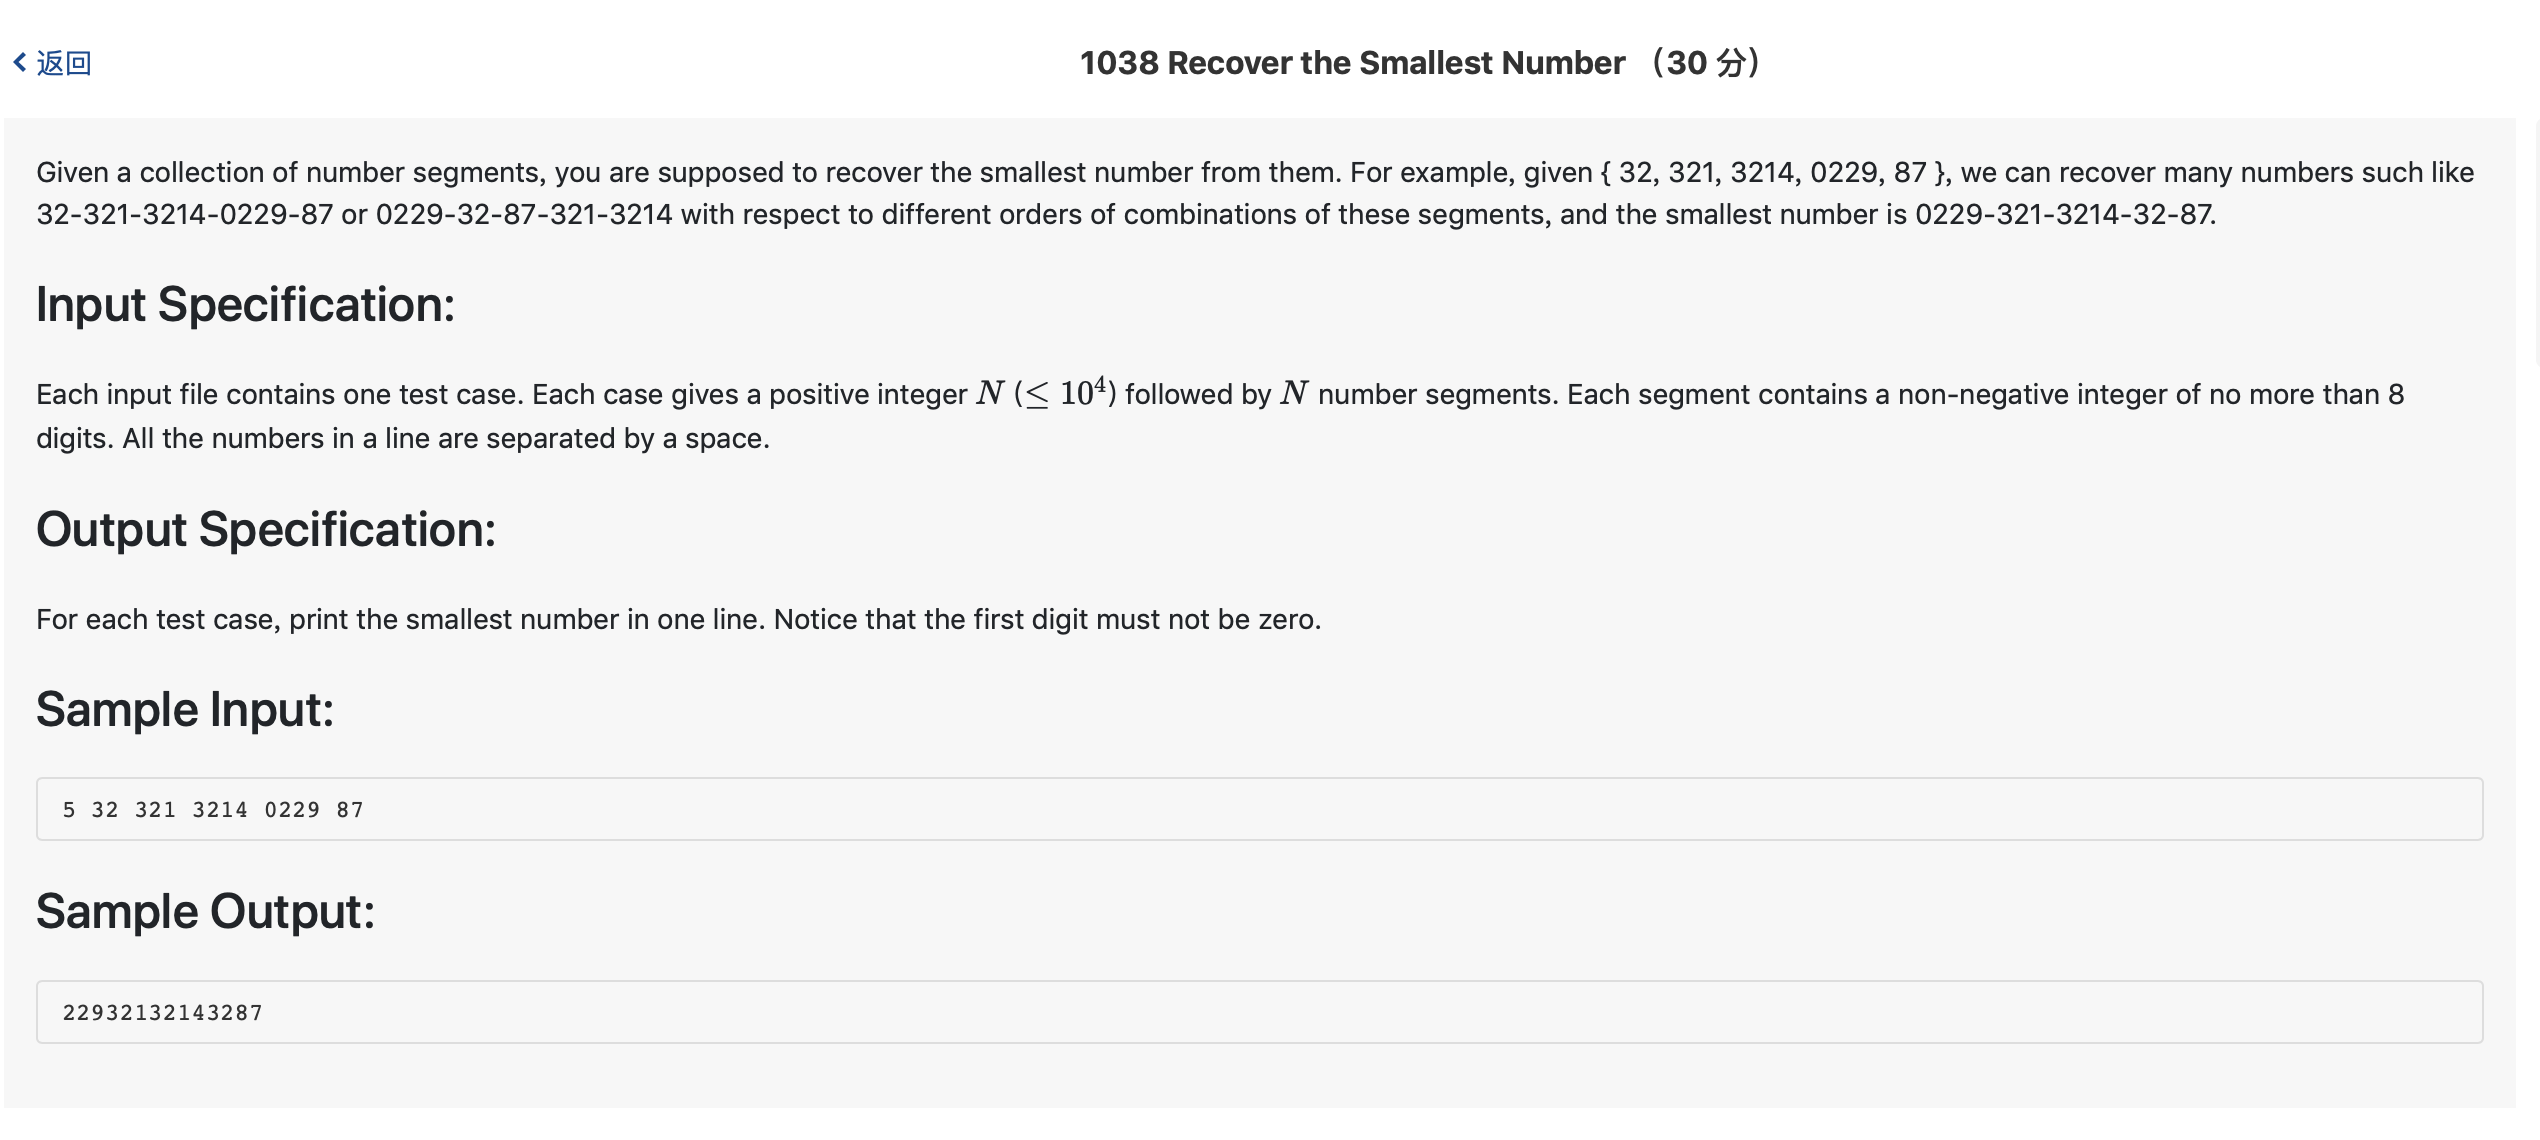 返回
1038 Recover the Smallest Number （30 分）
Given a collection of number segments, you are supposed to recover the smallest number from them. For example, given { 32, 321, 3214, 0229, 87 }, we can recover many numbers such like
32-321-3214-0229-87 or 0229-32-87-321-3214 with respect to different orders of combinations of these segments, and the smallest number is 0229-321-3214-32-87.
Input Specification:
Each input file contains one test case. Each case gives a positive integer N (≤ 10⁴) followed by N number segments. Each segment contains a non-negative integer of no more than 8
digits. All the numbers in a line are separated by a space.
Output Specification:
For each test case, print the smallest number in one line. Notice that the first digit must not be zero.
Sample Input:
5 32 321 3214 0229 87
Sample Output:
22932132143287